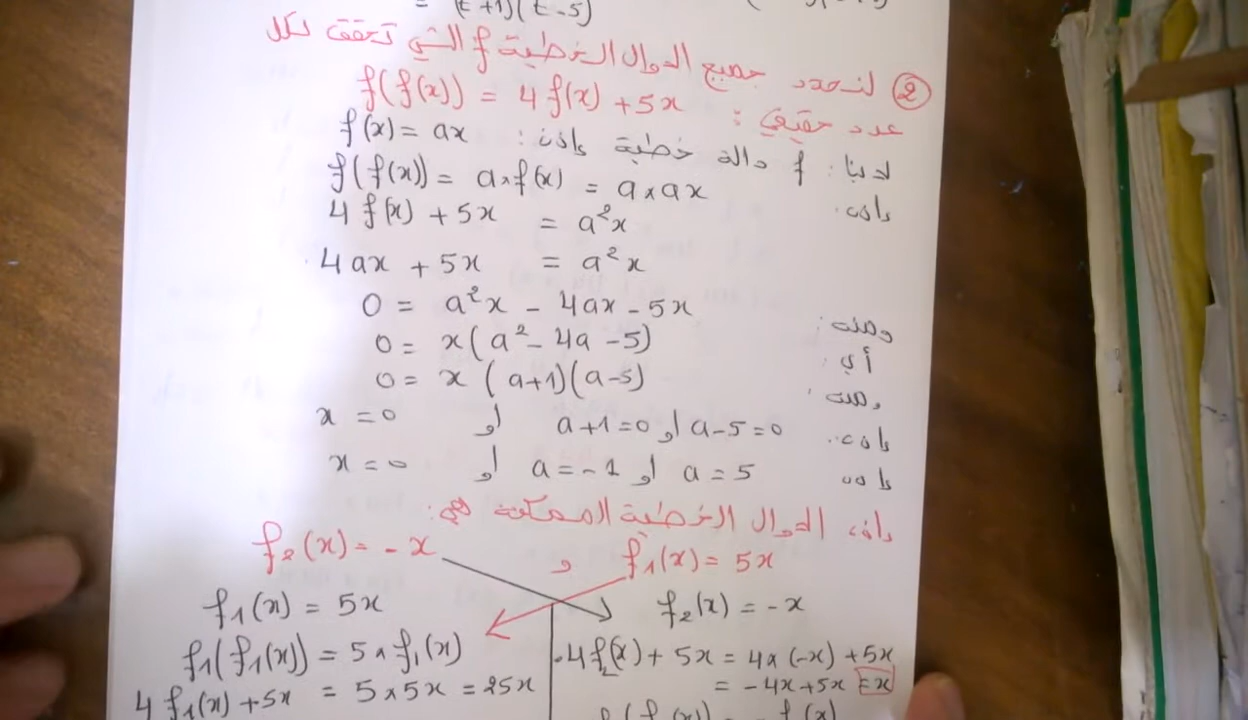 = (t+1)(t-5)
② لنحدد جميع الدوال الخطية f التي تحقق لكل
عدد حقيقي : f(f(x)) = 4f(x) + 5x
لدينا : f دالة خطية إذن : f(x) = ax
إذن : f(f(x)) = a×f(x) = a×ax
4f(x) + 5x = a²x
4ax + 5x = a²x
ومنه : 0 = a²x - 4ax - 5x
أي : 0 = x(a² - 4a - 5)
ومنه : 0 = x(a+1)(a-5)
إذن : a-5=0 أو a+1=0 أو x=0
إذن a=5 أو a=-1 أو x=0
إذن الدوال الخطية الممكنة هي :
f₁(x) = 5x و f₂(x) = -x
f₂(x) = -x
4f₂(x) + 5x = 4×(-x) + 5x
= -4x+5x = x
f₁(x) = 5x
f₁(f₁(x)) = 5×f₁(x)
4f₁(x)+5x = 5×5x = 25x